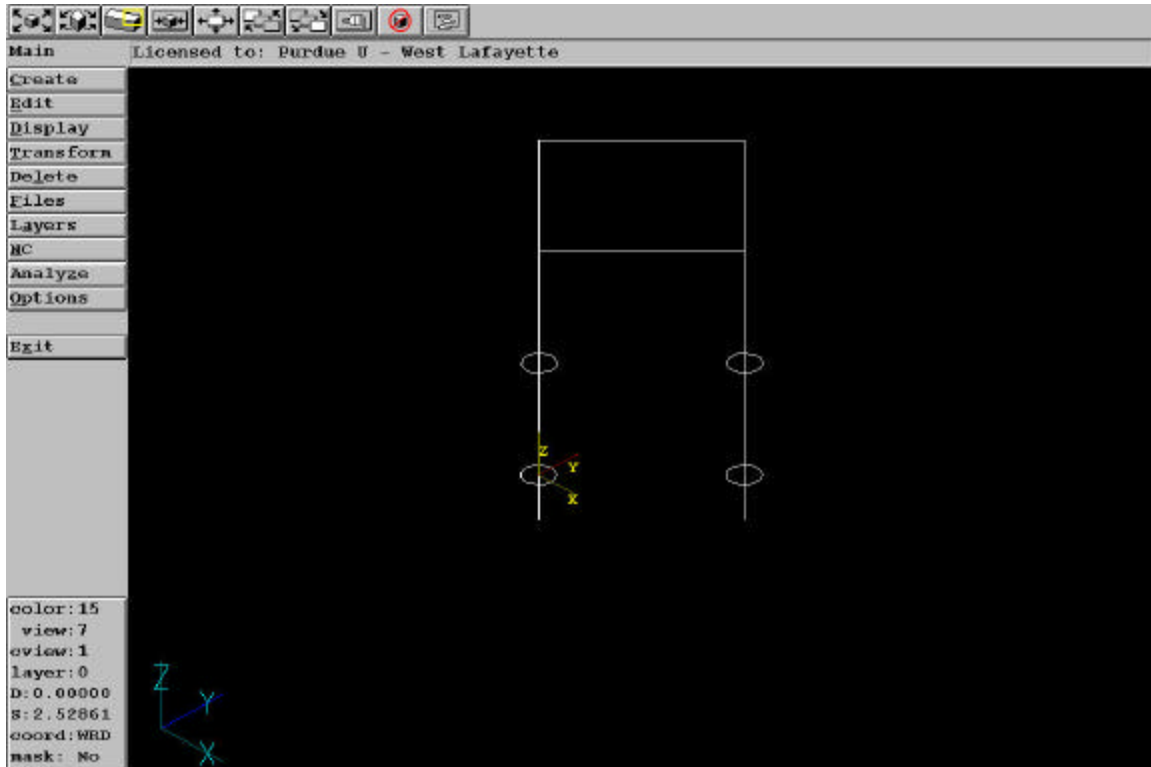 Main
Licensed to: Purdue U - West Lafayette
Create
Edit
Display
Transform
Delete
Files
Layers
NC
Analyze
Options
Exit
Z
Y
X
color:15
view:7
cview:1
layer:0
D:0.00000
S:2.52861
coord:WRD
mask: No
Z
Y
X